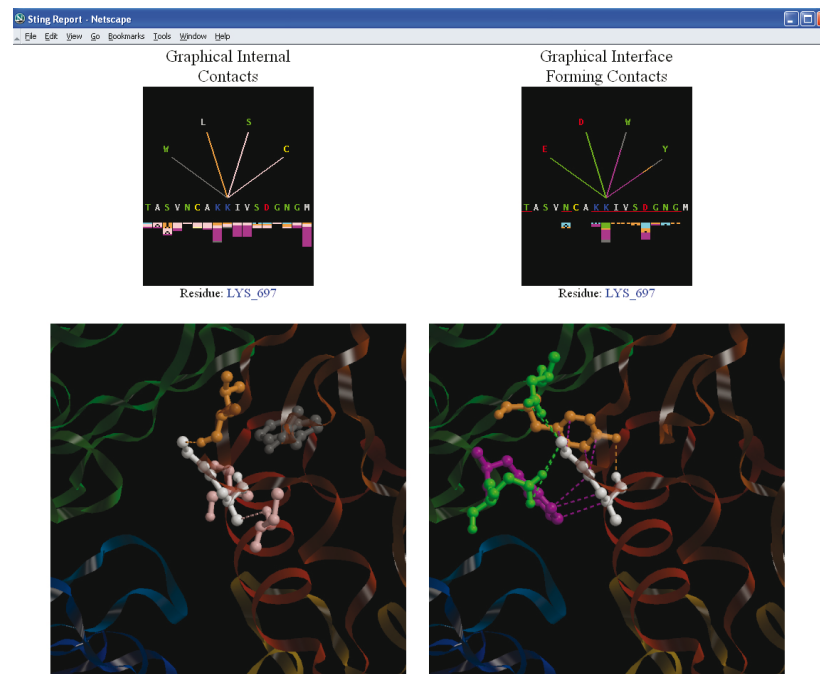 Sting Report - Netscape
File Edit View Go Bookmarks Tools Window Help
Graphical Internal
Contacts
Graphical Interface
Forming Contacts
W L S C
E D W Y
T A S V N C A K K I V S D G N G M
T A S V N C A K K I V S D G N G M
Residue: LYS_697
Residue: LYS_697